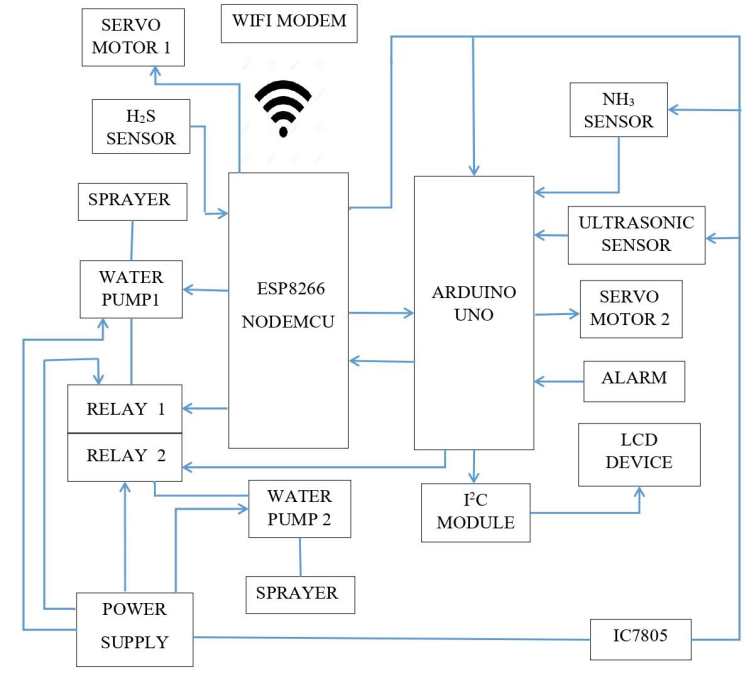 SERVO
MOTOR 1
WIFI MODEM
H₂S
SENSOR
NH₃
SENSOR
SPRAYER
ULTRASONIC
SENSOR
WATER
PUMP1
ESP8266
NODEMCU
ARDUINO
UNO
SERVO
MOTOR 2
ALARM
RELAY 1
RELAY 2
LCD
DEVICE
WATER
PUMP 2
I²C
MODULE
SPRAYER
POWER
SUPPLY
IC7805